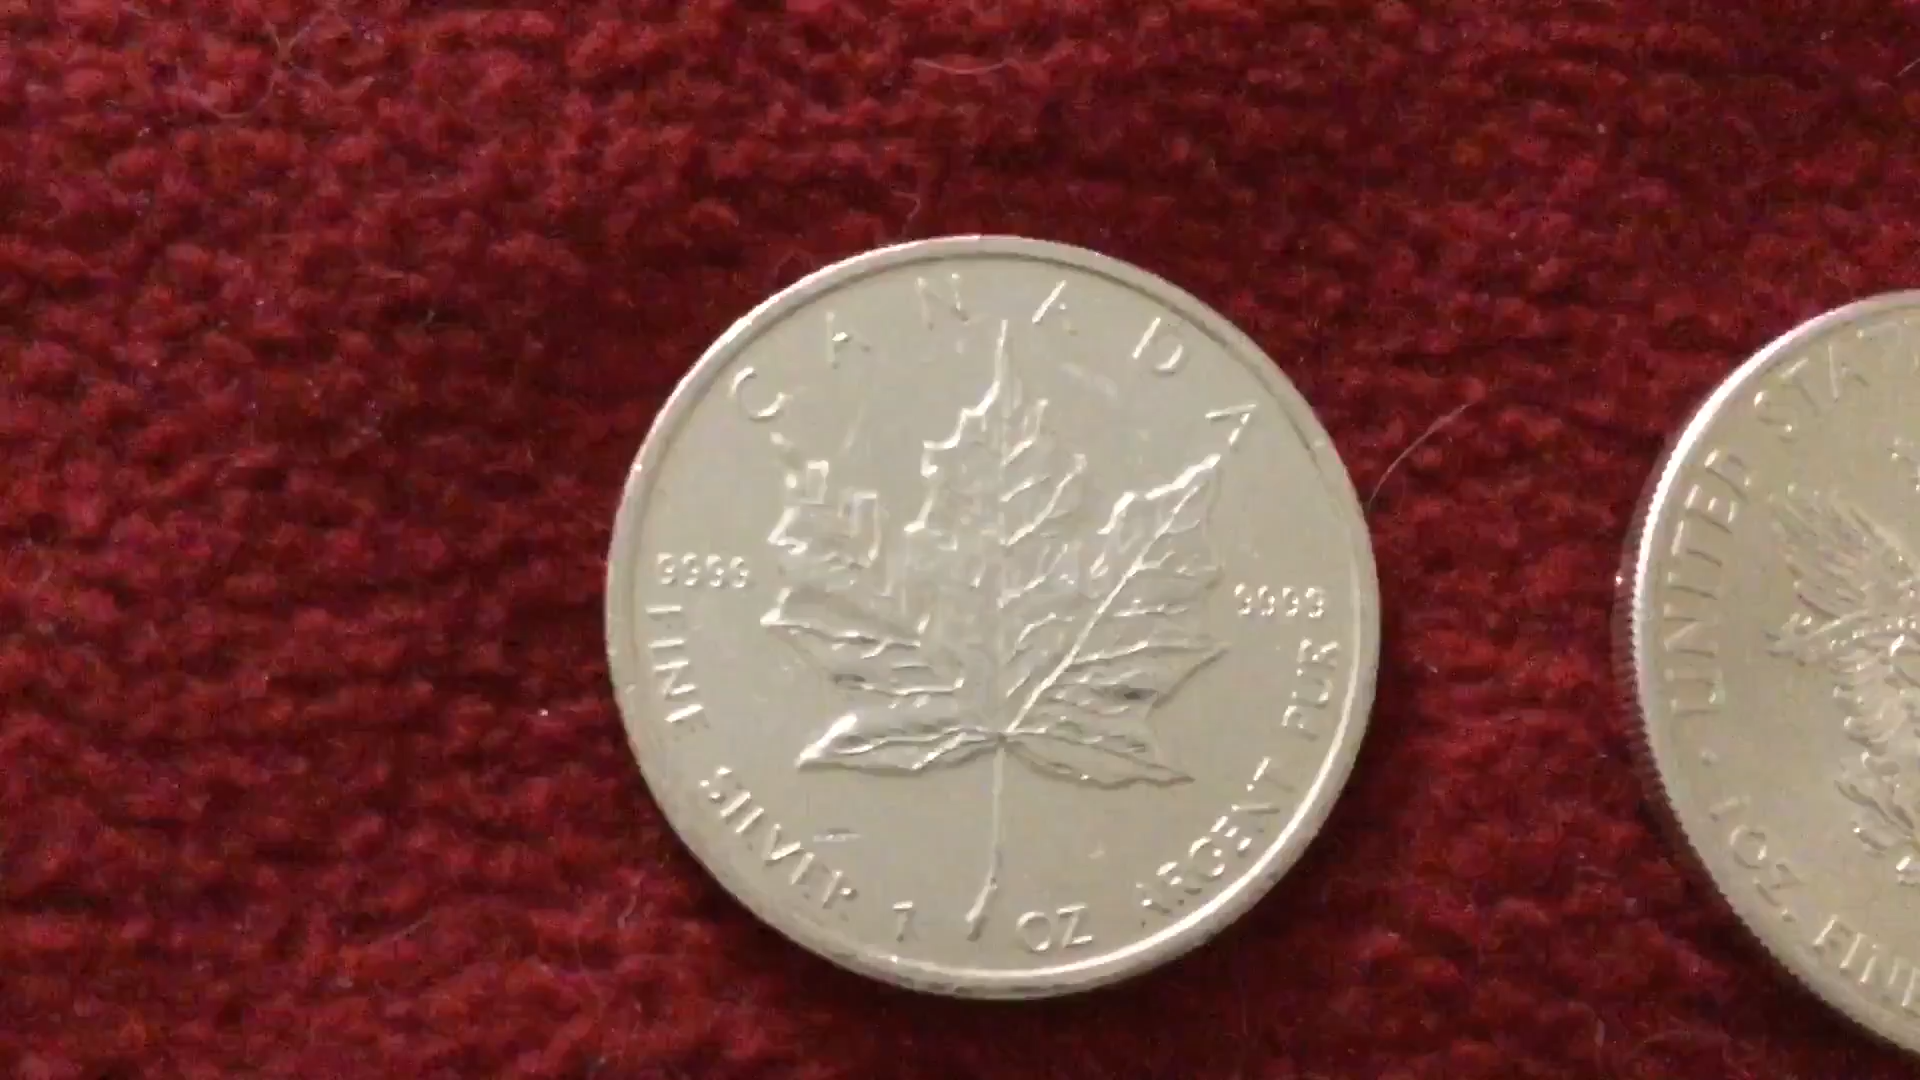 CANADA
9999
9999
FINE SILVER 1 OZ ARGENT PUR
UNITED STA
1 OZ. FINE